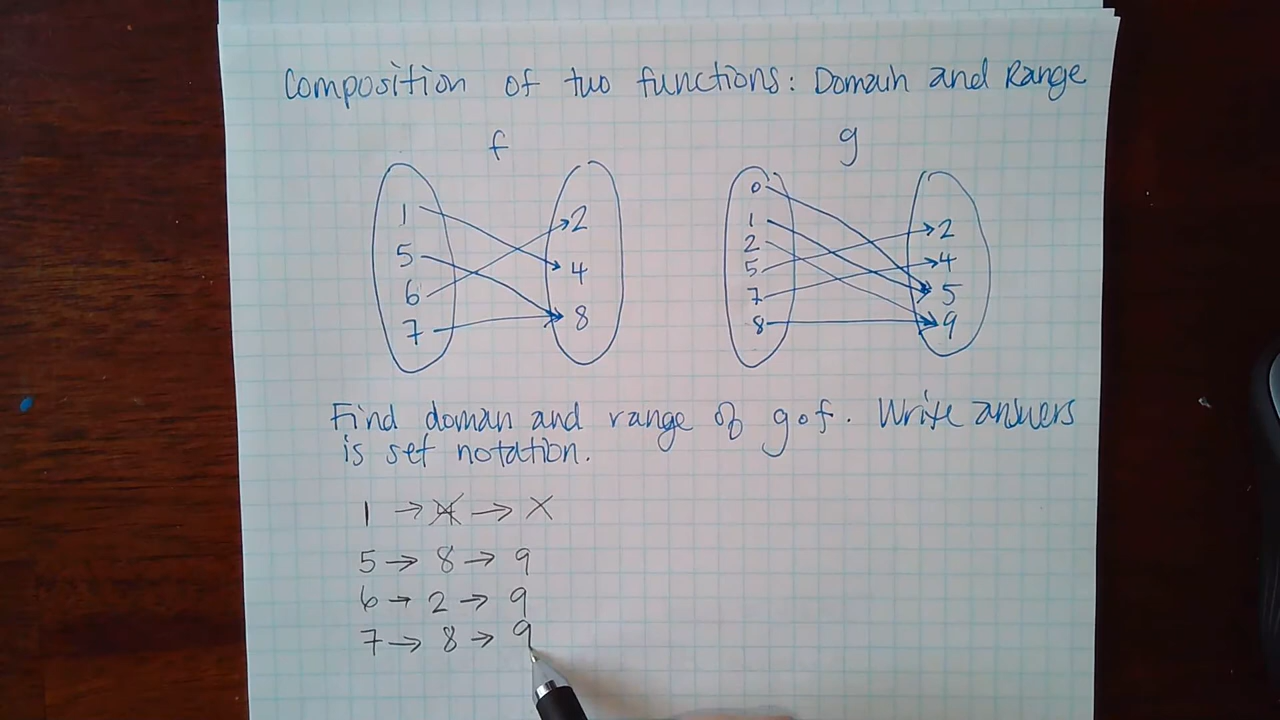 Composition of two functions: Domain and Range
f
g
1
5
6
7
2
4
8
0
1
2
5
7
8
2
4
5
9
Find doman and range of g∘f. Write answers
is set notation.
1 → 4 → X
5 → 8 → 9
6 → 2 → 9
7 → 8 → 9